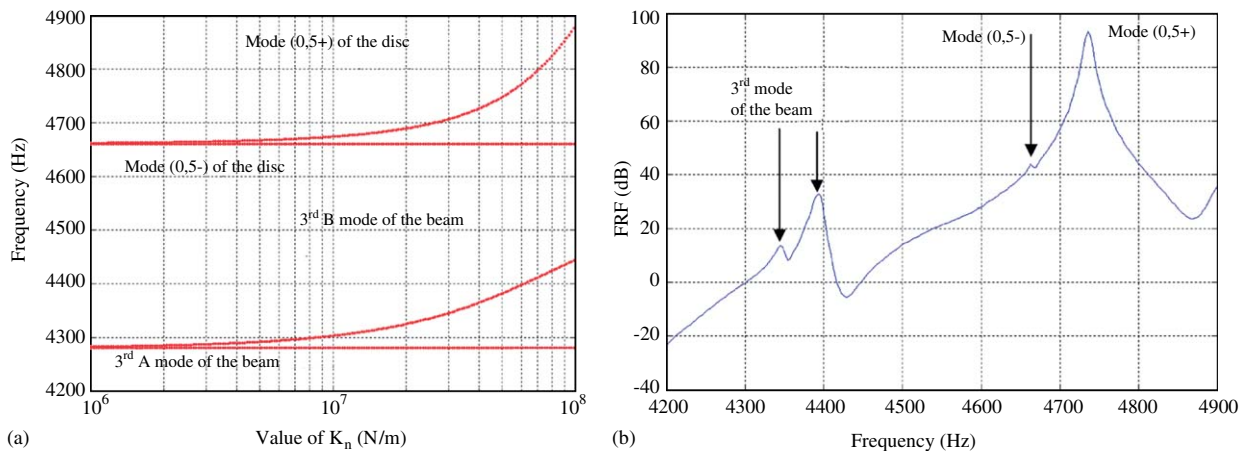 4900
4800
4700
4600
4500
4400
4300
4200
Frequency (Hz)
Mode (0,5+) of the disc
Mode (0,5-) of the disc
3rd B mode of the beam
3rd A mode of the beam
10^6
10^7
10^8
(a)
Value of K_n (N/m)
100
80
60
40
20
0
-20
-40
FRF (dB)
Mode (0,5-)
Mode (0,5+)
3rd mode
of the beam
4200
4300
4400
4500
4600
4700
4800
4900
(b)
Frequency (Hz)